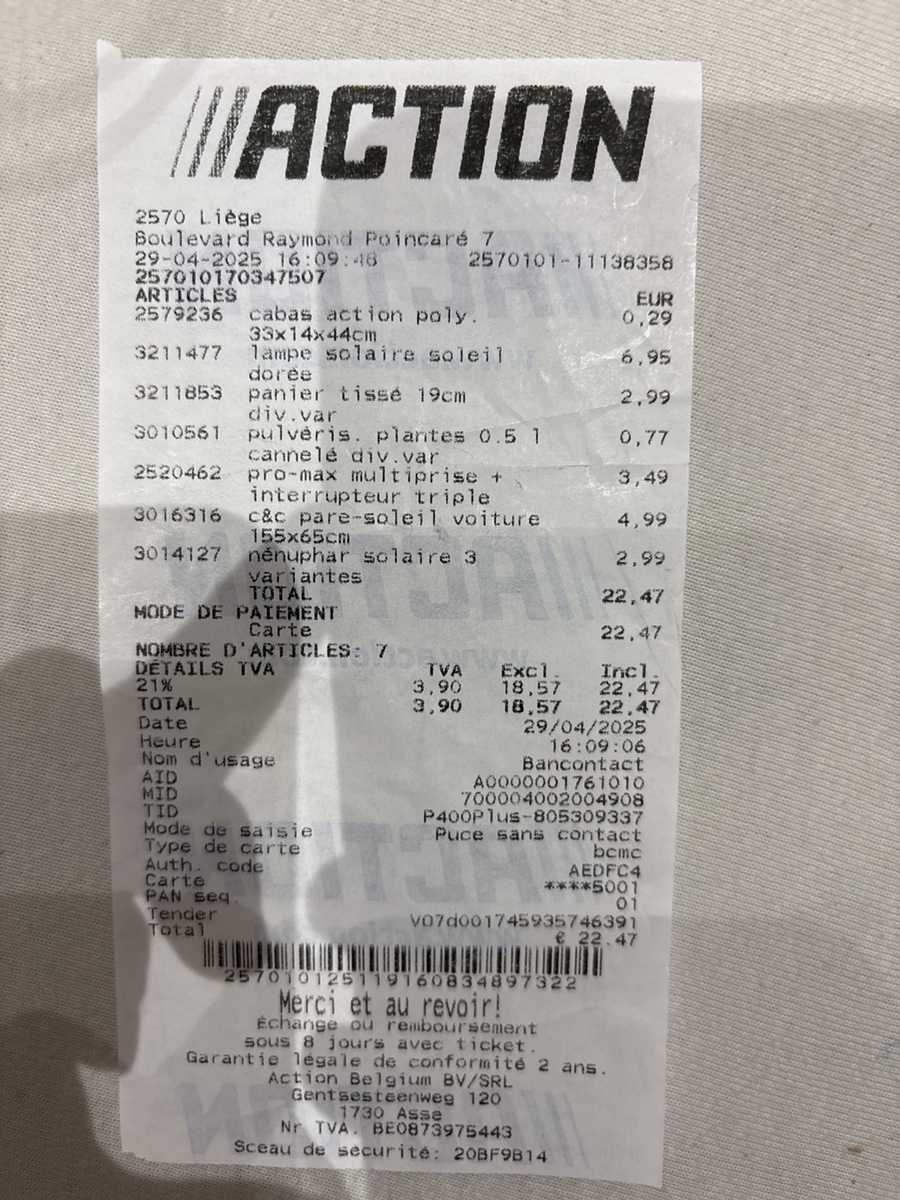 ///ACTION
2570 Liège
Boulevard Raymond Poincaré 7
29-04-2025 16:09:48 2570101-11138358
257010170347507
ARTICLES EUR
2579236 cabas action poly. 0,29
33x14x44cm
3211477 lampe solaire soleil 6,95
dorée
3211853 panier tissé 19cm 2,99
div.var
3010561 pulvéris. plantes 0.5 l 0,77
cannelé div.var
2520462 pro-max multiprise + 3,49
interrupteur triple
3016316 c&c pare-soleil voiture 4,99
155x65cm
3014127 nénuphar solaire 3 2,99
variantes
TOTAL 22,47
MODE DE PAIEMENT
Carte 22,47
NOMBRE D'ARTICLES: 7
DÉTAILS TVA TVA Excl. Incl.
21% 3,90 18,57 22,47
TOTAL 3,90 18,57 22,47
Date 29/04/2025
Heure 16:09:06
Nom d'usage Bancontact
AID A0000001761010
MID 700004002004908
TID P400Plus-805309337
Mode de saisie Puce sans contact
Type de carte bcmc
Auth. code AEDFC4
Carte ****5001
PAN seq. 01
Tender V07d001745935746391
Total € 22.47
2570101251191608348973​22
Merci et au revoir!
Échange ou remboursement
sous 8 jours avec ticket.
Garantie légale de conformité 2 ans.
Action Belgium BV/SRL
Gentsesteenweg 120
1730 Asse
Nr TVA. BE0873975443
Sceau de sécurité: 20BF9B14